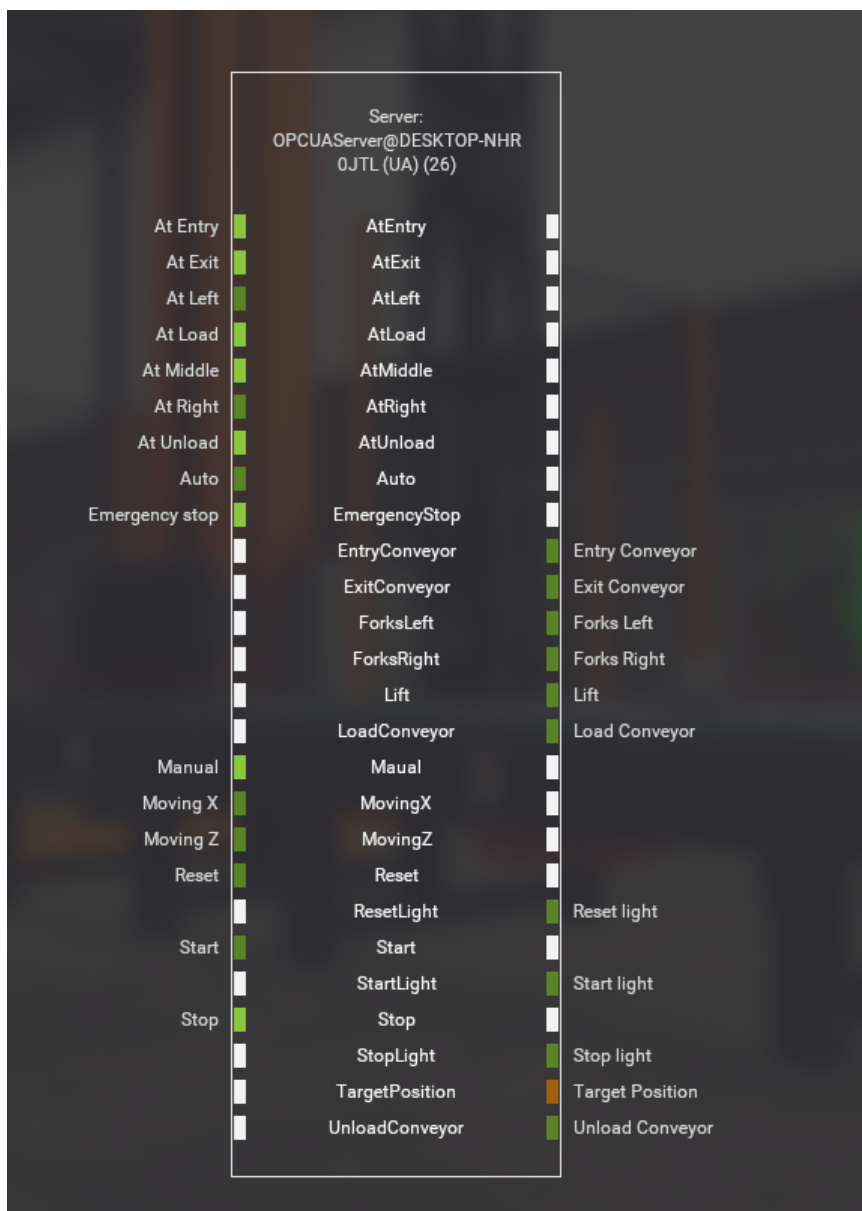 Server:
OPCUAServer@DESKTOP-NHR
0JTL (UA) (26)
At Entry AtEntry
At Exit AtExit
At Left AtLeft
At Load AtLoad
At Middle AtMiddle
At Right AtRight
At Unload AtUnload
Auto Auto
Emergency stop EmergencyStop
EntryConveyor Entry Conveyor
ExitConveyor Exit Conveyor
ForksLeft Forks Left
ForksRight Forks Right
Lift Lift
LoadConveyor Load Conveyor
Manual Maual
Moving X MovingX
Moving Z MovingZ
Reset Reset
ResetLight Reset light
Start Start
StartLight Start light
Stop Stop
StopLight Stop light
TargetPosition Target Position
UnloadConveyor Unload Conveyor